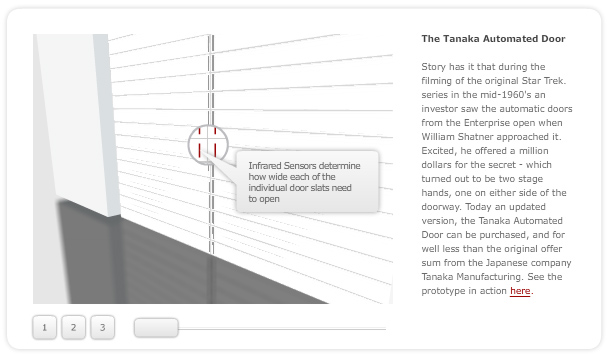 The Tanaka Automated Door
Story has it that during the
filming of the original Star Trek.
series in the mid-1960's an
investor saw the automatic doors
from the Enterprise open when
William Shatner approached it.
Excited, he offered a million
dollars for the secret - which
turned out to be two stage
hands, one on either side of the
doorway. Today an updated
version, the Tanaka Automated
Door can be purchased, and for
well less than the original offer
sum from the Japanese company
Tanaka Manufacturing. See the
prototype in action here.
Infrared Sensors determine
how wide each of the
individual door slats need
to open
1 2 3